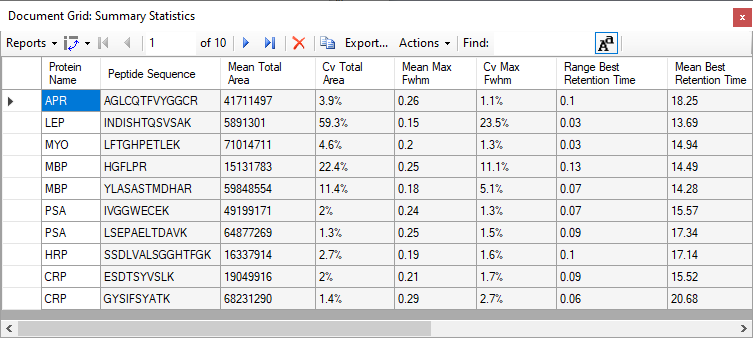 Document Grid: Summary Statistics
x
Reports 1 of 10 Export... Actions Find: Aa
Protein Name Peptide Sequence Mean Total Area Cv Total Area Mean Max Fwhm Cv Max Fwhm Range Best Retention Time Mean Best Retention Time
APR AGLCQTFVYGGCR 41711497 3.9% 0.26 1.1% 0.1 18.25
LEP INDISHTQSVSAK 5891301 59.3% 0.15 23.5% 0.03 13.69
MYO LFTGHPETLEK 71014711 4.6% 0.2 1.3% 0.03 14.94
MBP HGFLPR 15131783 22.4% 0.25 11.1% 0.13 14.49
MBP YLASASTMDHAR 59848554 11.4% 0.18 5.1% 0.07 14.28
PSA IVGGWECEK 49199171 2% 0.24 1.3% 0.07 15.57
PSA LSEPAELTDAVK 64877269 1.3% 0.25 1.5% 0.09 17.34
HRP SSDLVALSGGHTFGK 16337914 2.7% 0.19 1.6% 0.1 17.14
CRP ESDTSYVSLK 19049916 2% 0.21 1.7% 0.09 15.52
CRP GYSIFSYATK 68231290 1.4% 0.29 2.7% 0.06 20.68